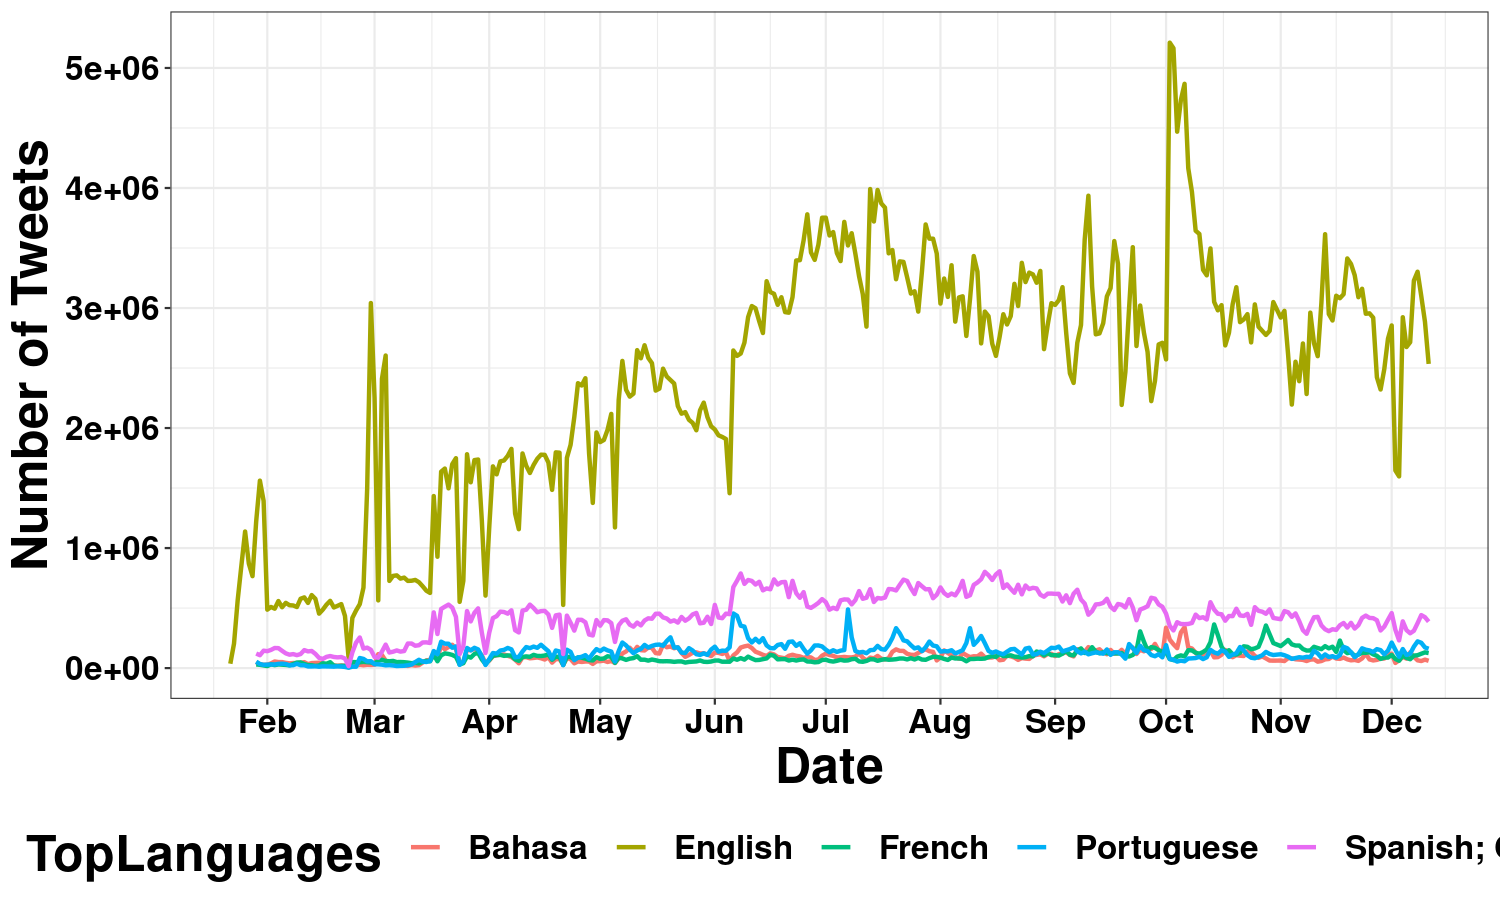 Number of Tweets
5e+06
4e+06
3e+06
2e+06
1e+06
0e+00
Feb Mar Apr May Jun Jul Aug Sep Oct Nov Dec
Date
TopLanguages Bahasa English French Portuguese Spanish;